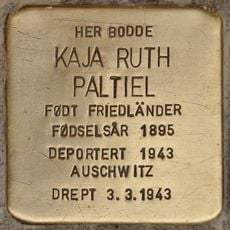 HER BODDE
KAJA RUTH
PALTIEL
FØDT FRIEDLÄNDER
FØDSELSÅR 1895
DEPORTERT 1943
AUSCHWITZ
DREPT 3.3.1943